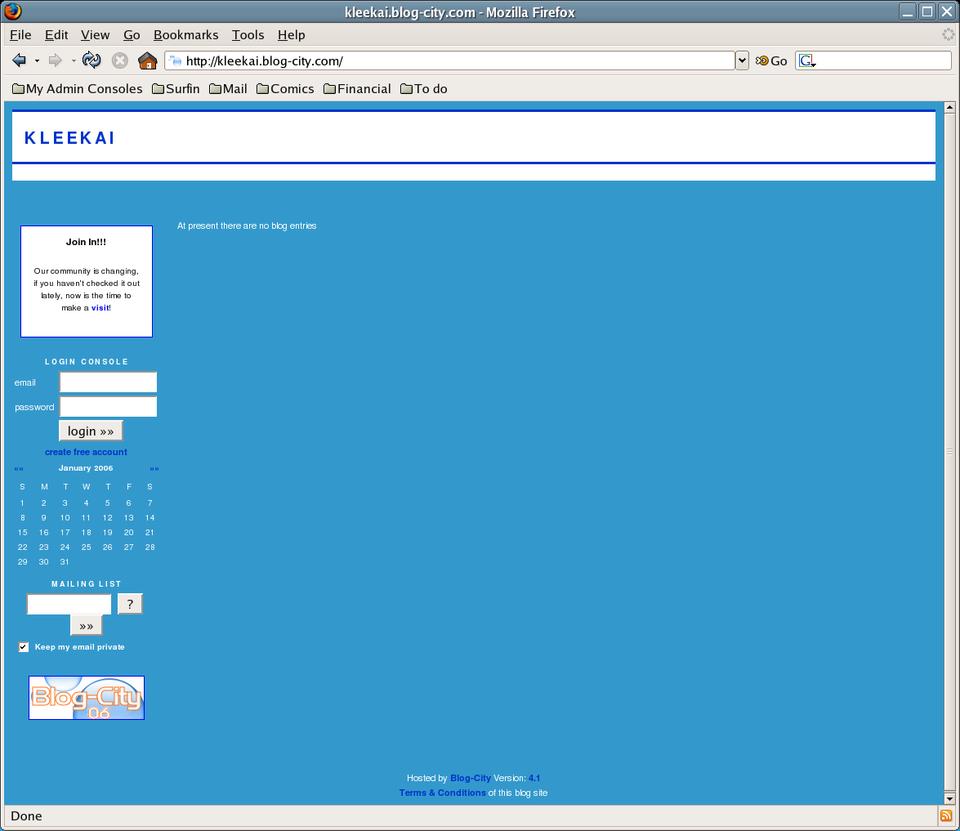 kleekai.blog-city.com - Mozilla Firefox
File Edit View Go Bookmarks Tools Help
http://kleekai.blog-city.com/ Go G
My Admin Consoles Surfin Mail Comics Financial To do
KLEEKAI
At present there are no blog entries
Join In!!!
Our community is changing,
if you haven't checked it out
lately, now is the time to
make a visit!
LOGIN CONSOLE
email
password
login »»
create free account
«« January 2006 »»
S M T W T F S
1 2 3 4 5 6 7
8 9 10 11 12 13 14
15 16 17 18 19 20 21
22 23 24 25 26 27 28
29 30 31
MAILING LIST
?
»»
Keep my email private
Blog-City
06
Hosted by Blog-City Version: 4.1
Terms & Conditions of this blog site
Done